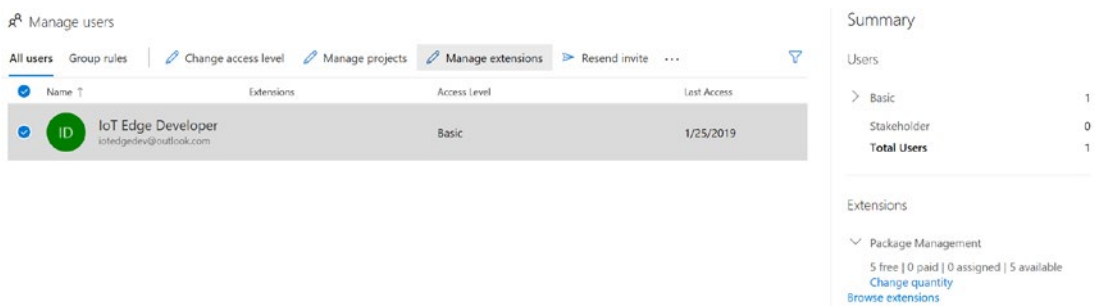 Manage users
All users Group rules Change access level Manage projects Manage extensions Resend invite ...
Name ↑ Extensions Access Level Last Access
ID IoT Edge Developer Basic 1/25/2019
iotedgedev@outlook.com
Summary
Users
Basic 1
Stakeholder 0
Total Users 1
Extensions
Package Management
5 free | 0 paid | 0 assigned | 5 available
Change quantity
Browse extensions